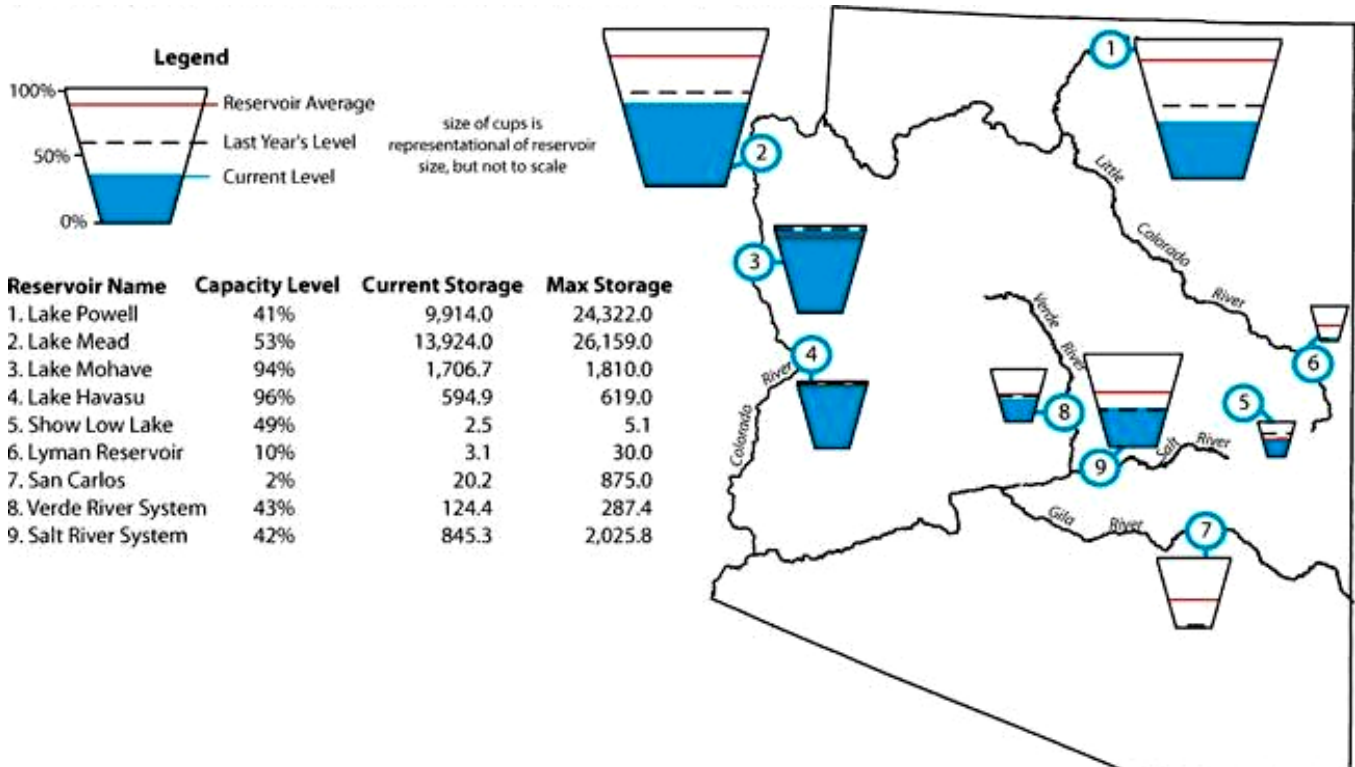 Legend
100%
Reservoir Average
Last Year's Level
50%
Current Level
0%
size of cups is
representational of reservoir
size, but not to scale
Reservoir Name Capacity Level Current Storage Max Storage
1. Lake Powell 41% 9,914.0 24,322.0
2. Lake Mead 53% 13,924.0 26,159.0
3. Lake Mohave 94% 1,706.7 1,810.0
4. Lake Havasu 96% 594.9 619.0
5. Show Low Lake 49% 2.5 5.1
6. Lyman Reservoir 10% 3.1 30.0
7. San Carlos 2% 20.2 875.0
8. Verde River System 43% 124.4 287.4
9. Salt River System 42% 845.3 2,025.8
1
2
3
4
5
6
7
8
9
Little Colorado River
Verde River
Colorado River
Salt River
Gila River